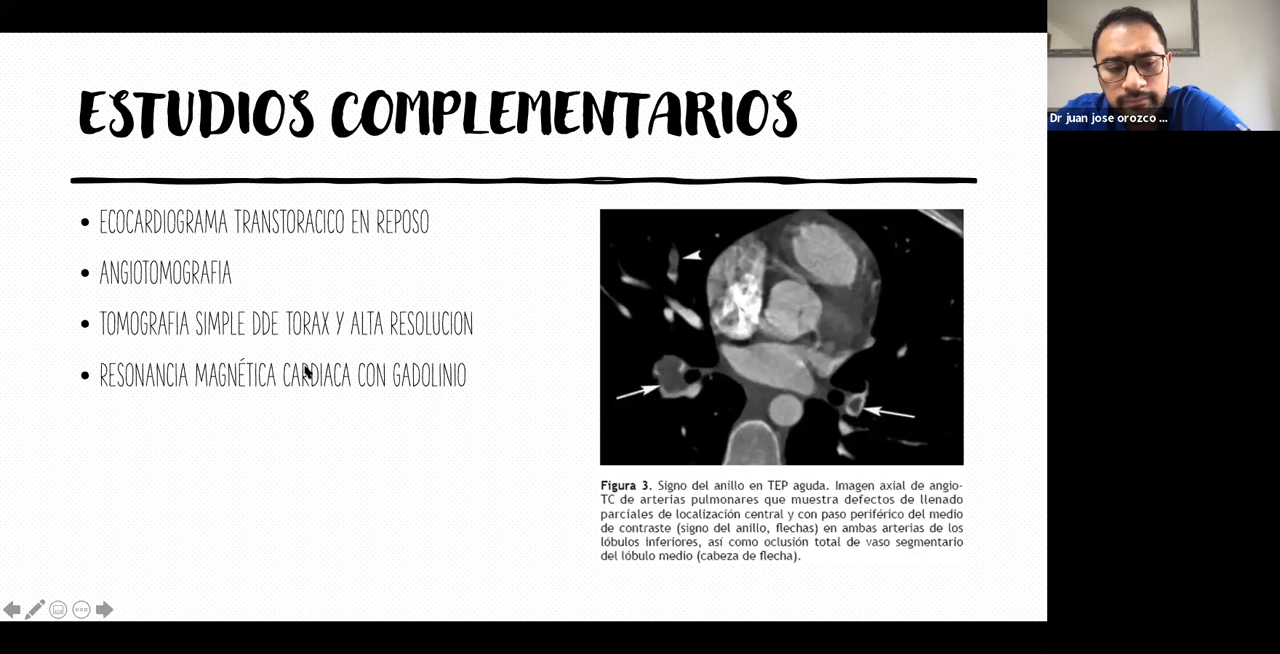 ESTUDIOS COMPLEMENTARIOS
• ECOCARDIOGRAMA TRANSTORACICO EN REPOSO
• ANGIOTOMOGRAFIA
• TOMOGRAFIA SIMPLE DDE TORAX Y ALTA RESOLUCION
• RESONANCIA MAGNÉTICA CARDIACA CON GADOLINIO
Figura 3. Signo del anillo en TEP aguda. Imagen axial de angio-
TC de arterias pulmonares que muestra defectos de llenado
parciales de localización central y con paso periférico del medio
de contraste (signo del anillo, flechas) en ambas arterias de los
lóbulos inferiores, así como oclusión total de vaso segmentario
del lóbulo medio (cabeza de flecha).
Dr juan jose orozco ...